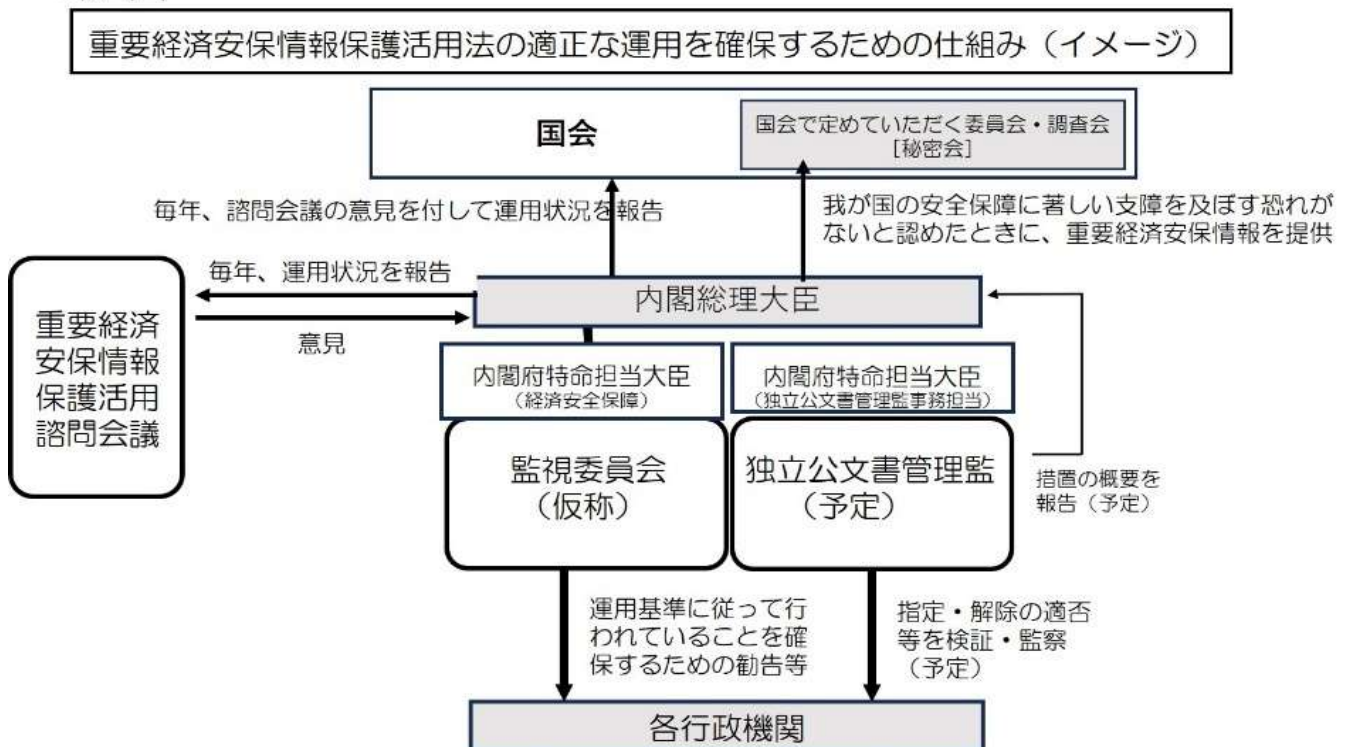 重要経済安保情報保護活用法の適正な運用を確保するための仕組み（イメージ）
国会
国会で定めていただく委員会・調査会
[秘密会]
毎年、諮問会議の意見を付して運用状況を報告
我が国の安全保障に著しい支障を及ぼす恐れが
ないと認めたときに、重要経済安保情報を提供
毎年、運用状況を報告
内閣総理大臣
意見
重要経済
安保情報
保護活用
諮問会議
内閣府特命担当大臣
（経済安全保障）
内閣府特命担当大臣
（独立公文書管理監事務担当）
監視委員会
（仮称）
独立公文書管理監
（予定）
措置の概要を
報告（予定）
運用基準に従って行
われていることを確
保するための勧告等
指定・解除の適否
等を検証・監察
（予定）
各行政機関